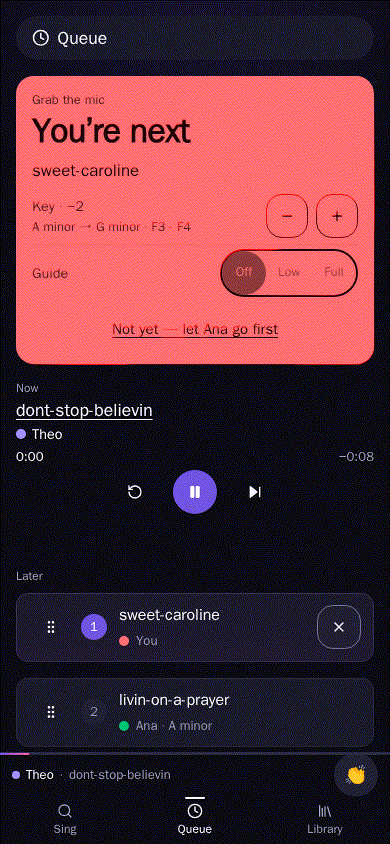 Queue
Grab the mic
You’re next
sweet-caroline
Key · −2
A minor → G minor · F3 - F4
Guide
Off Low Full
Not yet — let Ana go first
Now
dont-stop-believin
Theo
0:00 −0:08
Later
1 sweet-caroline
You
2 livin-on-a-prayer
Ana · A minor
Theo · dont-stop-believin
Sing Queue Library